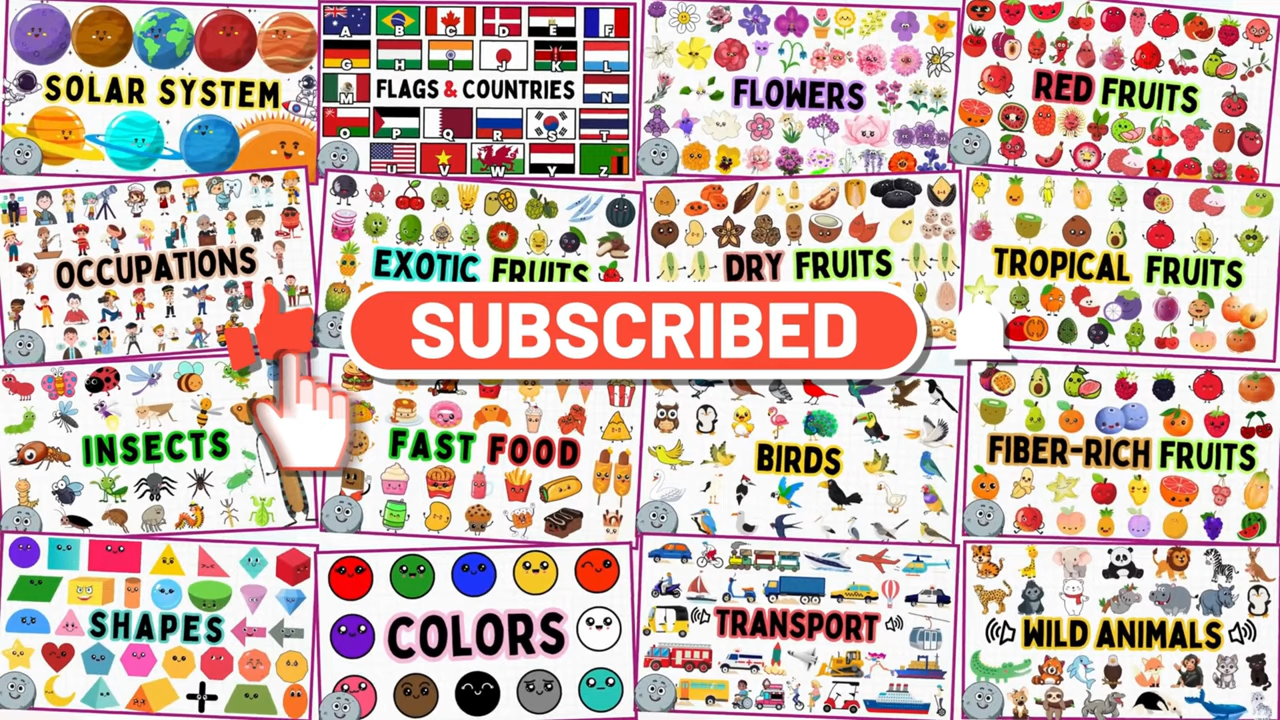 SOLAR SYSTEM
A B C D E F
G H I J K L
M FLAGS & COUNTRIES N
O P Q R S T
U V W Y Z
FLOWERS
RED FRUITS
OCCUPATIONS
EXOTIC FRUITS
DRY FRUITS
TROPICAL FRUITS
SUBSCRIBED
INSECTS
FAST FOOD
BIRDS
FIBER-RICH FRUITS
SHAPES
COLORS
TRANSPORT
WILD ANIMALS